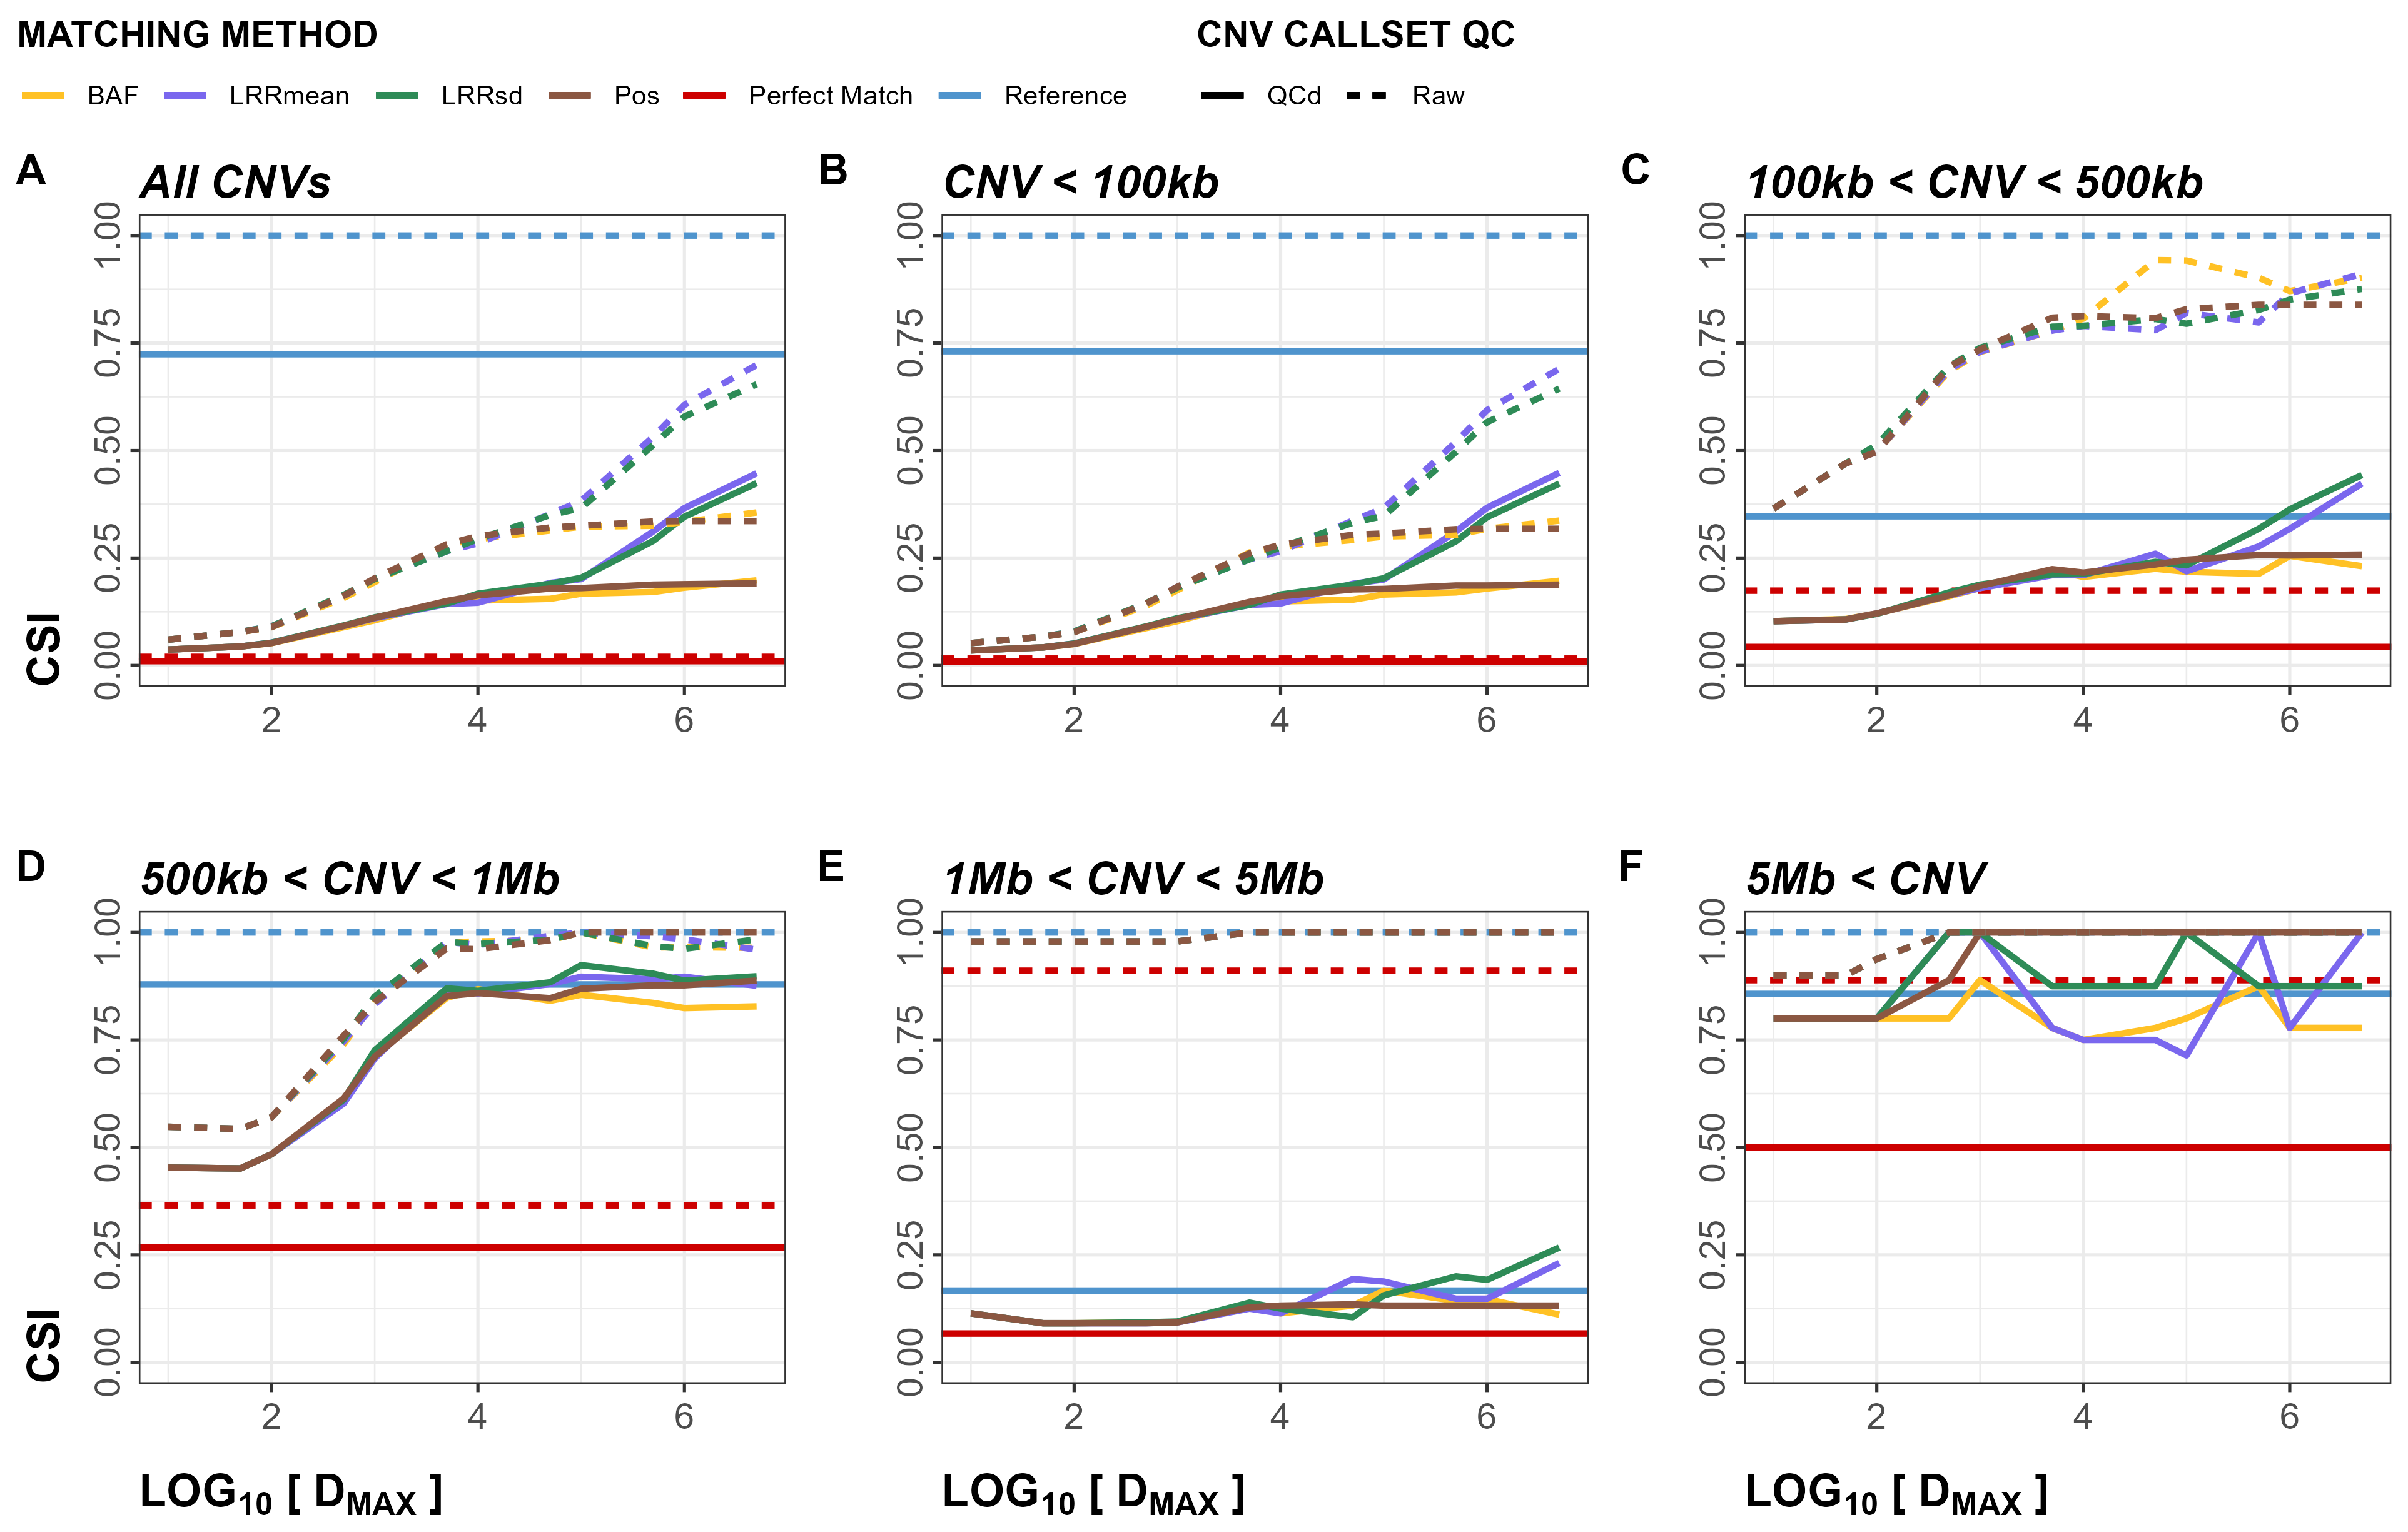 MATCHING METHOD CNV CALLSET QC
BAF LRRmean LRRsd Pos Perfect Match Reference QCd Raw
A All CNVs B CNV < 100kb C 100kb < CNV < 500kb
CSI 0.00 0.25 0.50 0.75 1.00 0.00 0.25 0.50 0.75 1.00 0.00 0.25 0.50 0.75 1.00
2 4 6 2 4 6 2 4 6
D 500kb < CNV < 1Mb E 1Mb < CNV < 5Mb F 5Mb < CNV
CSI 0.00 0.25 0.50 0.75 1.00 0.00 0.25 0.50 0.75 1.00 0.00 0.25 0.50 0.75 1.00
2 4 6 2 4 6 2 4 6
LOG10 [ DMAX ] LOG10 [ DMAX ] LOG10 [ DMAX ]